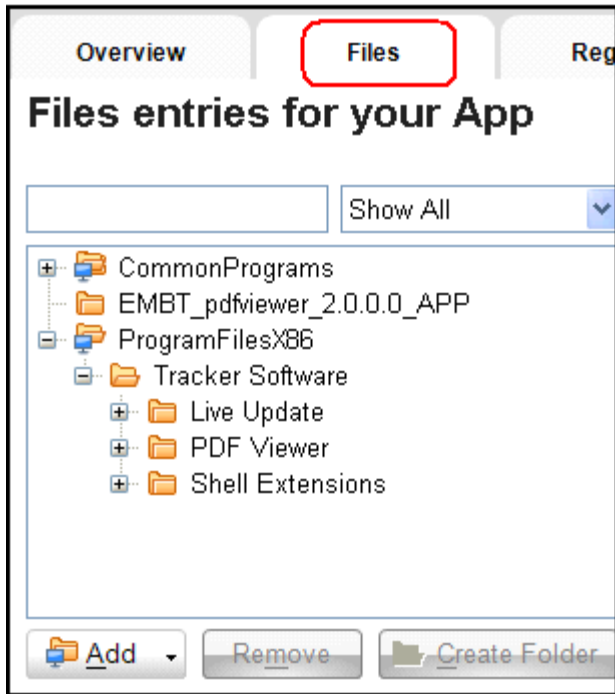 Overview Files Reg
Files entries for your App
Show All
CommonPrograms
EMBT_pdfviewer_2.0.0.0_APP
ProgramFilesX86
Tracker Software
Live Update
PDF Viewer
Shell Extensions
Add Remove Create Folder